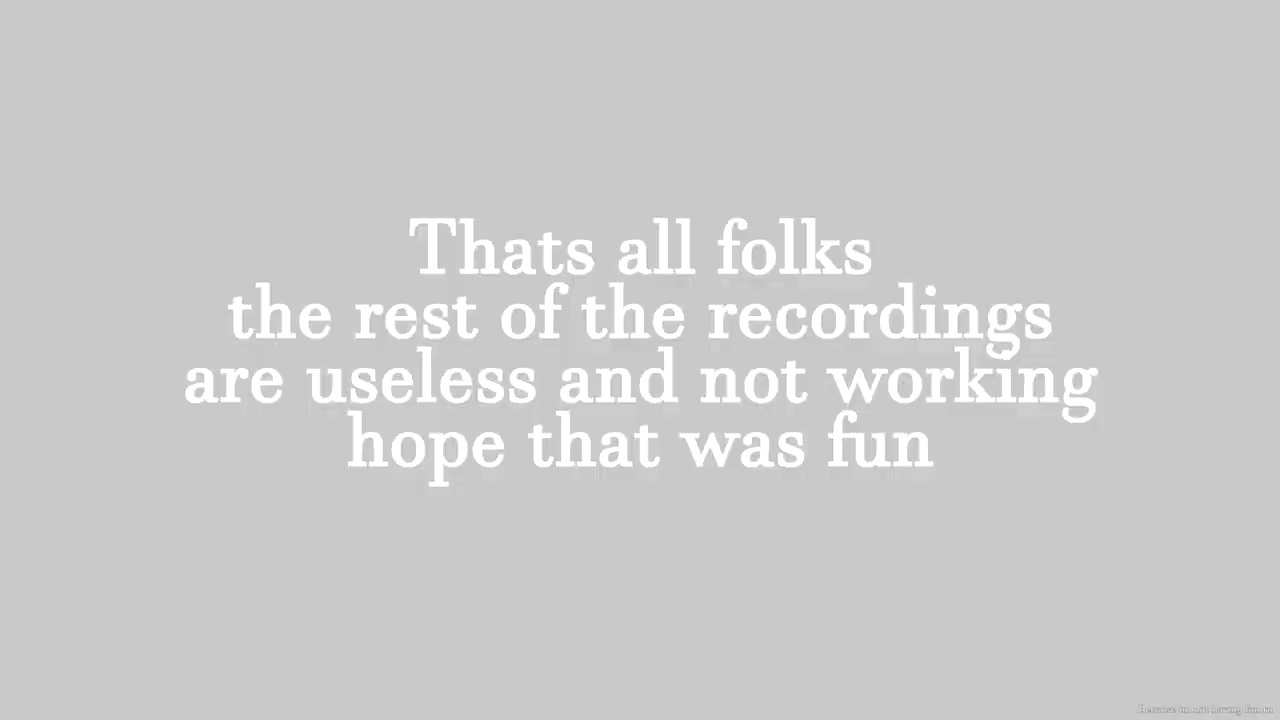 Thats all folks
the rest of the recordings
are useless and not working
hope that was fun